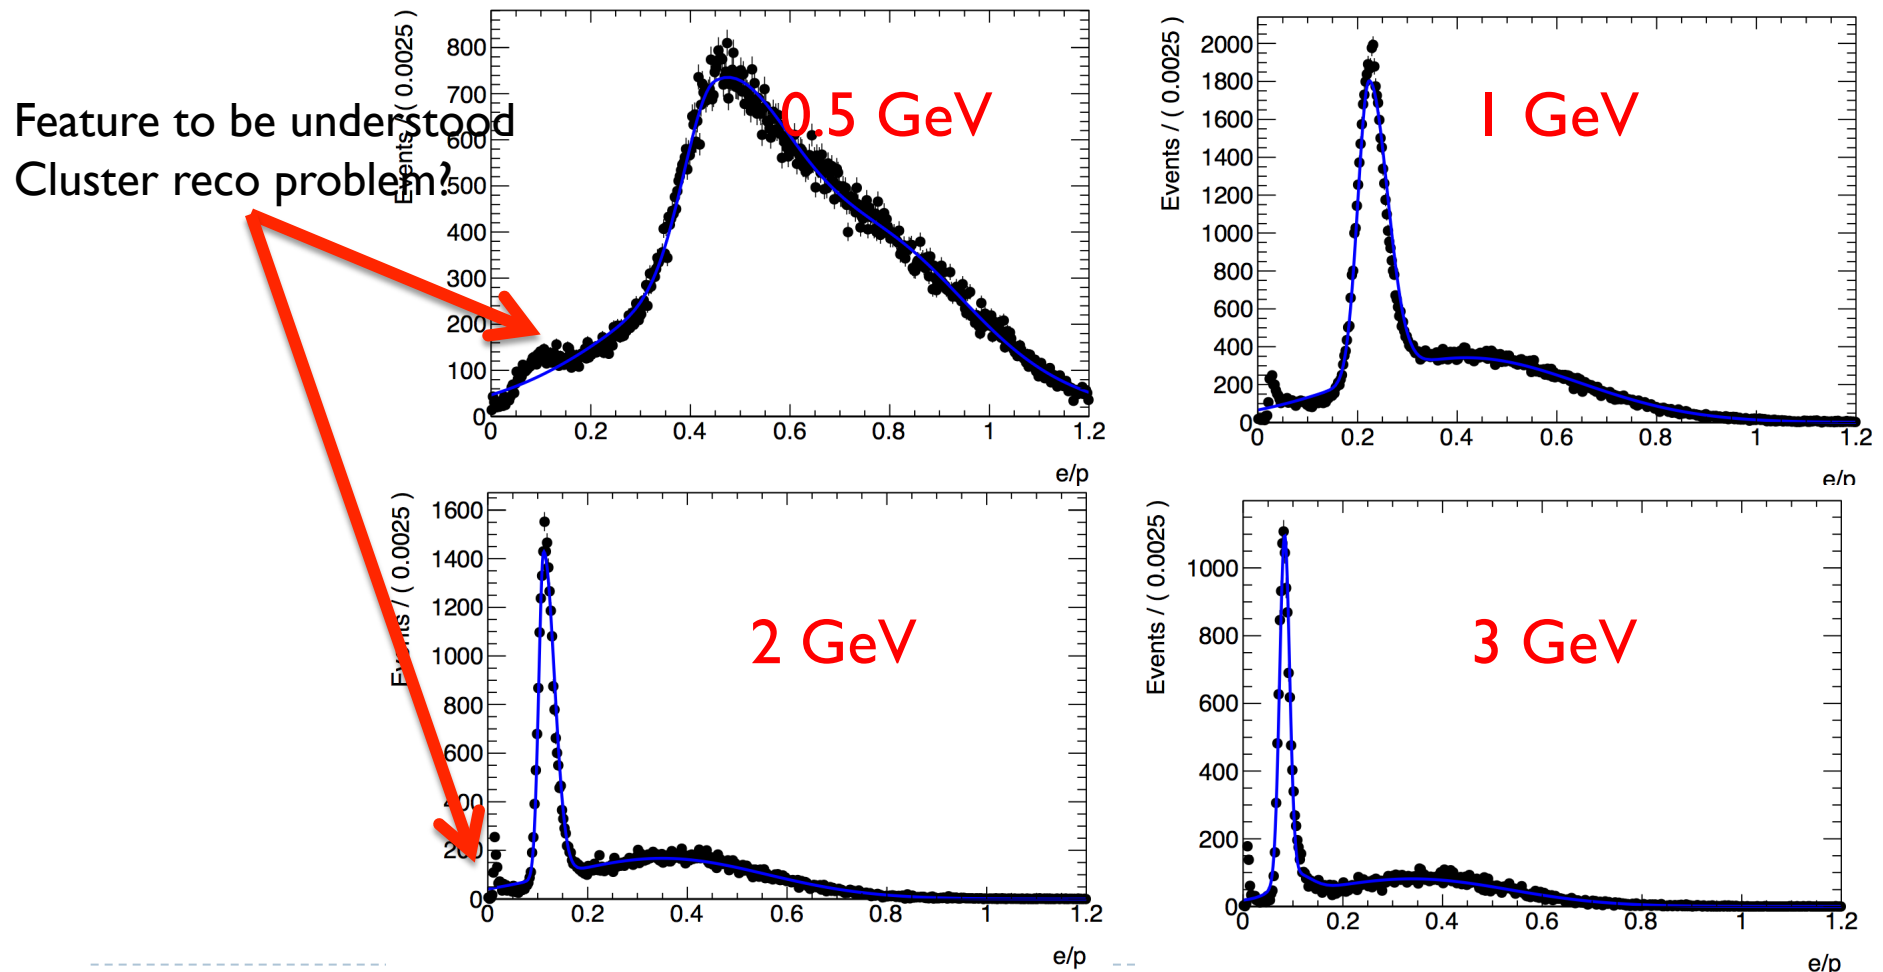 Feature to be understood
Cluster reco problem?
Events / ( 0.0025 )
800
700
600
500
400
300
200
100
0
0 0.2 0.4 0.6 0.8 1 1.2
e/p
0.5 GeV
Events / ( 0.0025 )
2000
1800
1600
1400
1200
1000
800
600
400
200
0
0 0.2 0.4 0.6 0.8 1 1.2
e/p
1 GeV
Events / ( 0.0025 )
1600
1400
1200
1000
800
600
400
200
0
0 0.2 0.4 0.6 0.8 1 1.2
e/p
2 GeV
Events / ( 0.0025 )
1000
800
600
400
200
0
0 0.2 0.4 0.6 0.8 1 1.2
e/p
3 GeV